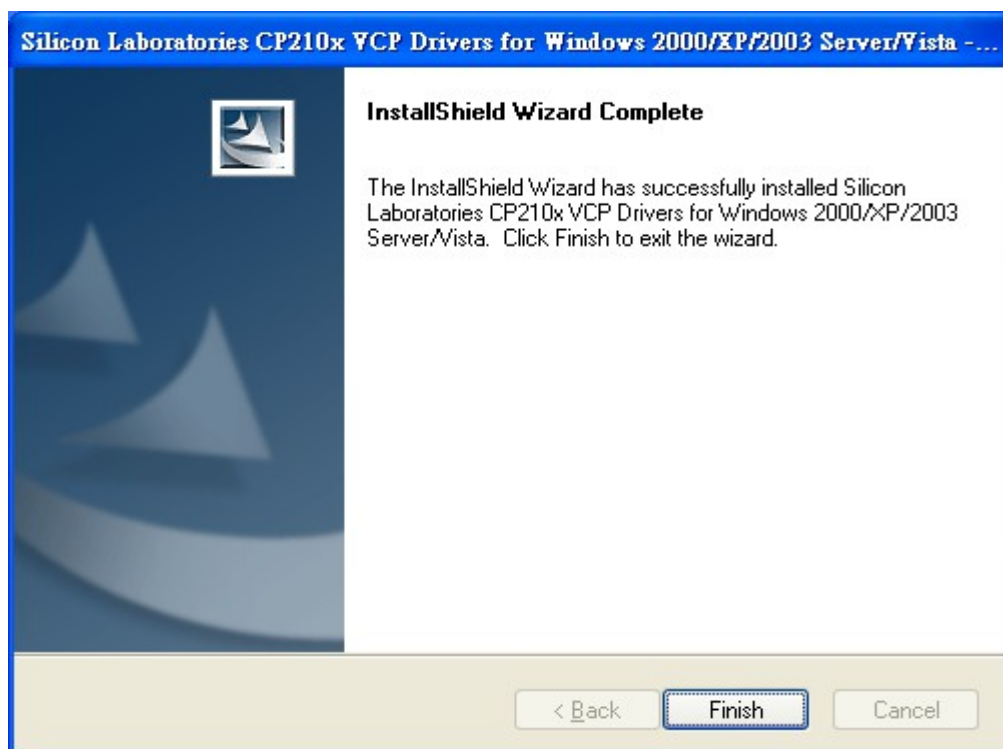 Silicon Laboratories CP210x VCP Drivers for Windows 2000/XP/2003 Server/Vista -...
InstallShield Wizard Complete
The InstallShield Wizard has successfully installed Silicon
Laboratories CP210x VCP Drivers for Windows 2000/XP/2003
Server/Vista.  Click Finish to exit the wizard.
< Back
Finish
Cancel